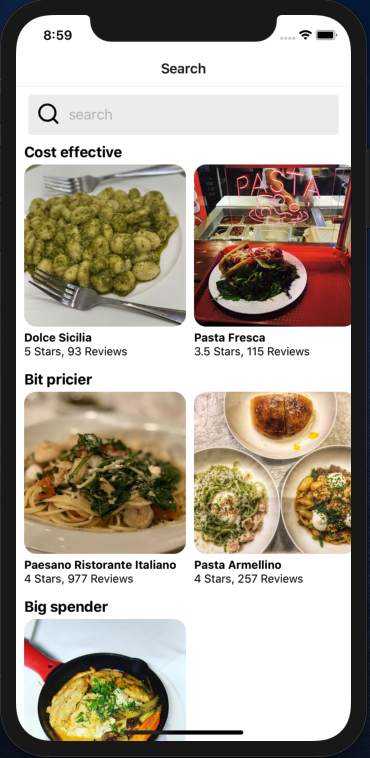 8:59
Search
search
Cost effective
PASTA
Dolce Sicilia
5 Stars, 93 Reviews
Pasta Fresca
3.5 Stars, 115 Reviews
Bit pricier
Paesano Ristorante Italiano
4 Stars, 977 Reviews
Pasta Armellino
4 Stars, 257 Reviews
Big spender